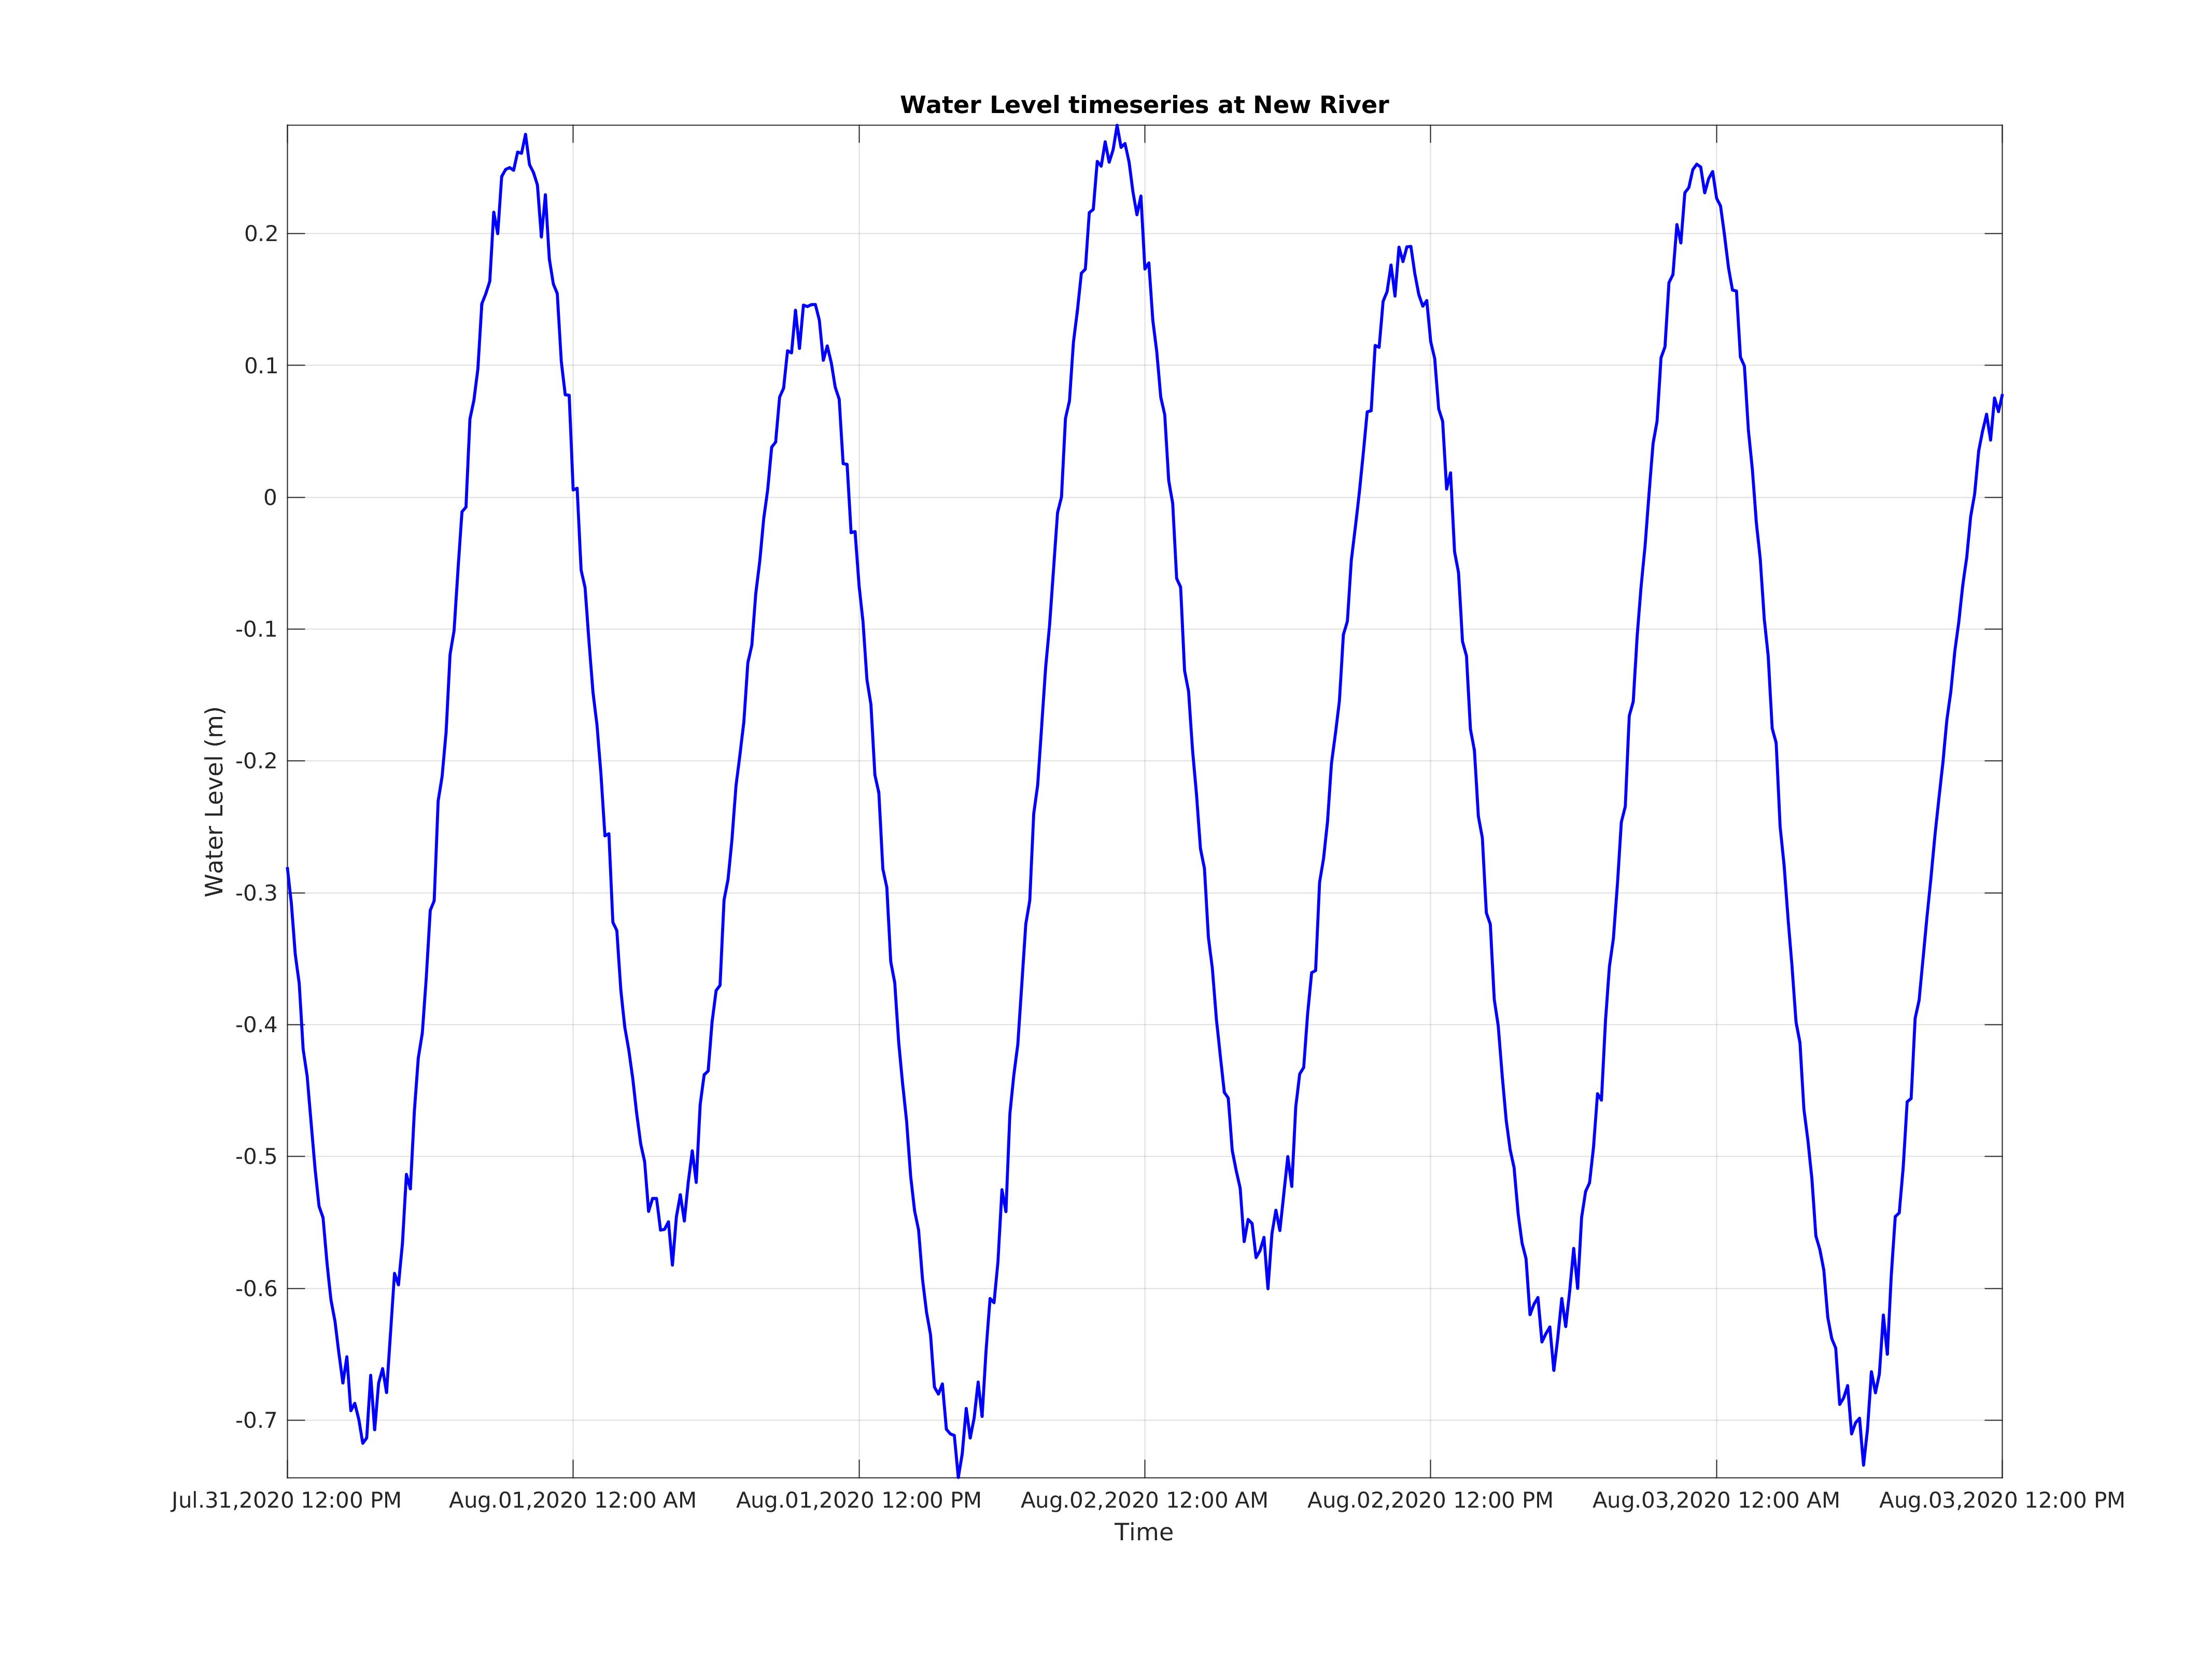 Water Level timeseries at New River
Water Level (m)
0.2
0.1
0
-0.1
-0.2
-0.3
-0.4
-0.5
-0.6
-0.7
Jul.31,2020 12:00 PM
Aug.01,2020 12:00 AM
Aug.01,2020 12:00 PM
Aug.02,2020 12:00 AM
Aug.02,2020 12:00 PM
Aug.03,2020 12:00 AM
Aug.03,2020 12:00 PM
Time